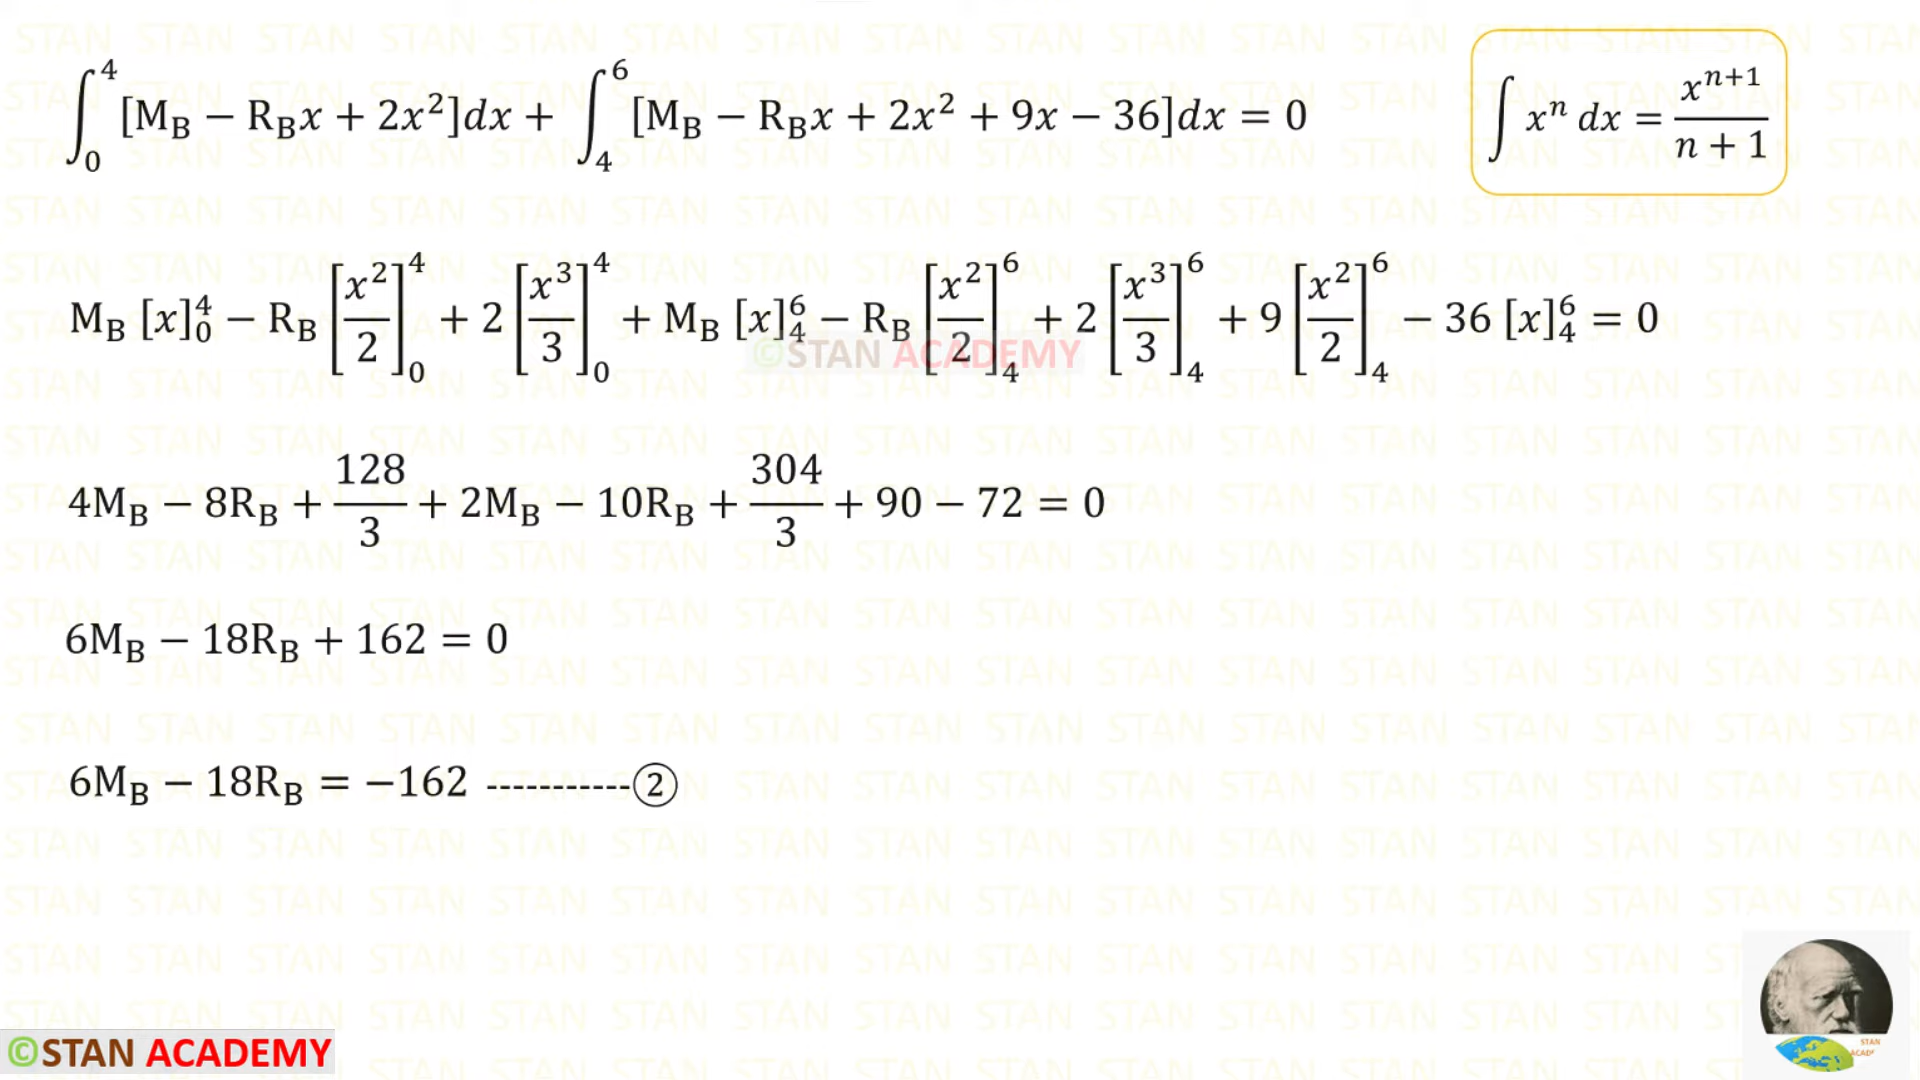 ∫₀⁴ [M_B − R_Bx + 2x²]dx + ∫₄⁶ [M_B − R_Bx + 2x² + 9x − 36]dx = 0
∫ xⁿ dx = xⁿ⁺¹/(n + 1)
M_B [x]₀⁴ − R_B [x²/2]₀⁴ + 2 [x³/3]₀⁴ + M_B [x]₄⁶ − R_B [x²/2]₄⁶ + 2 [x³/3]₄⁶ + 9 [x²/2]₄⁶ − 36 [x]₄⁶ = 0
©STAN ACADEMY
4M_B − 8R_B + 128/3 + 2M_B − 10R_B + 304/3 + 90 − 72 = 0
6M_B − 18R_B + 162 = 0
6M_B − 18R_B = −162 -----------②
©STAN ACADEMY
STAN